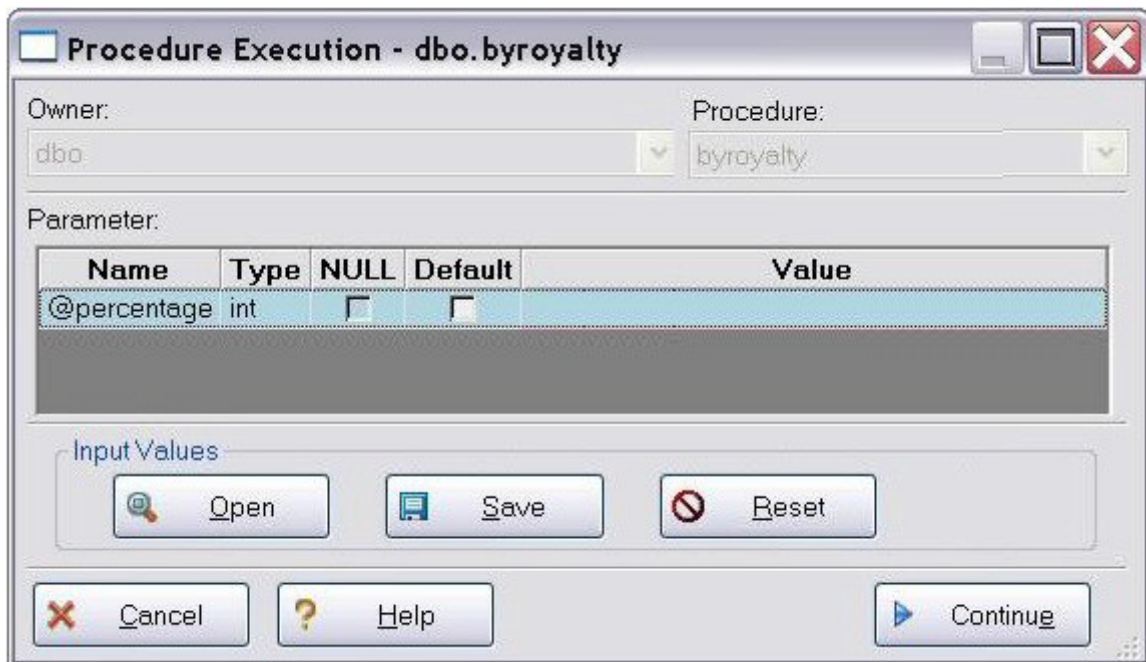 Procedure Execution - dbo.byroyalty
Owner: Procedure:
dbo byroyalty
Parameter:
Name Type NULL Default Value
@percentage int
Input Values
Open Save Reset
Cancel Help Continue